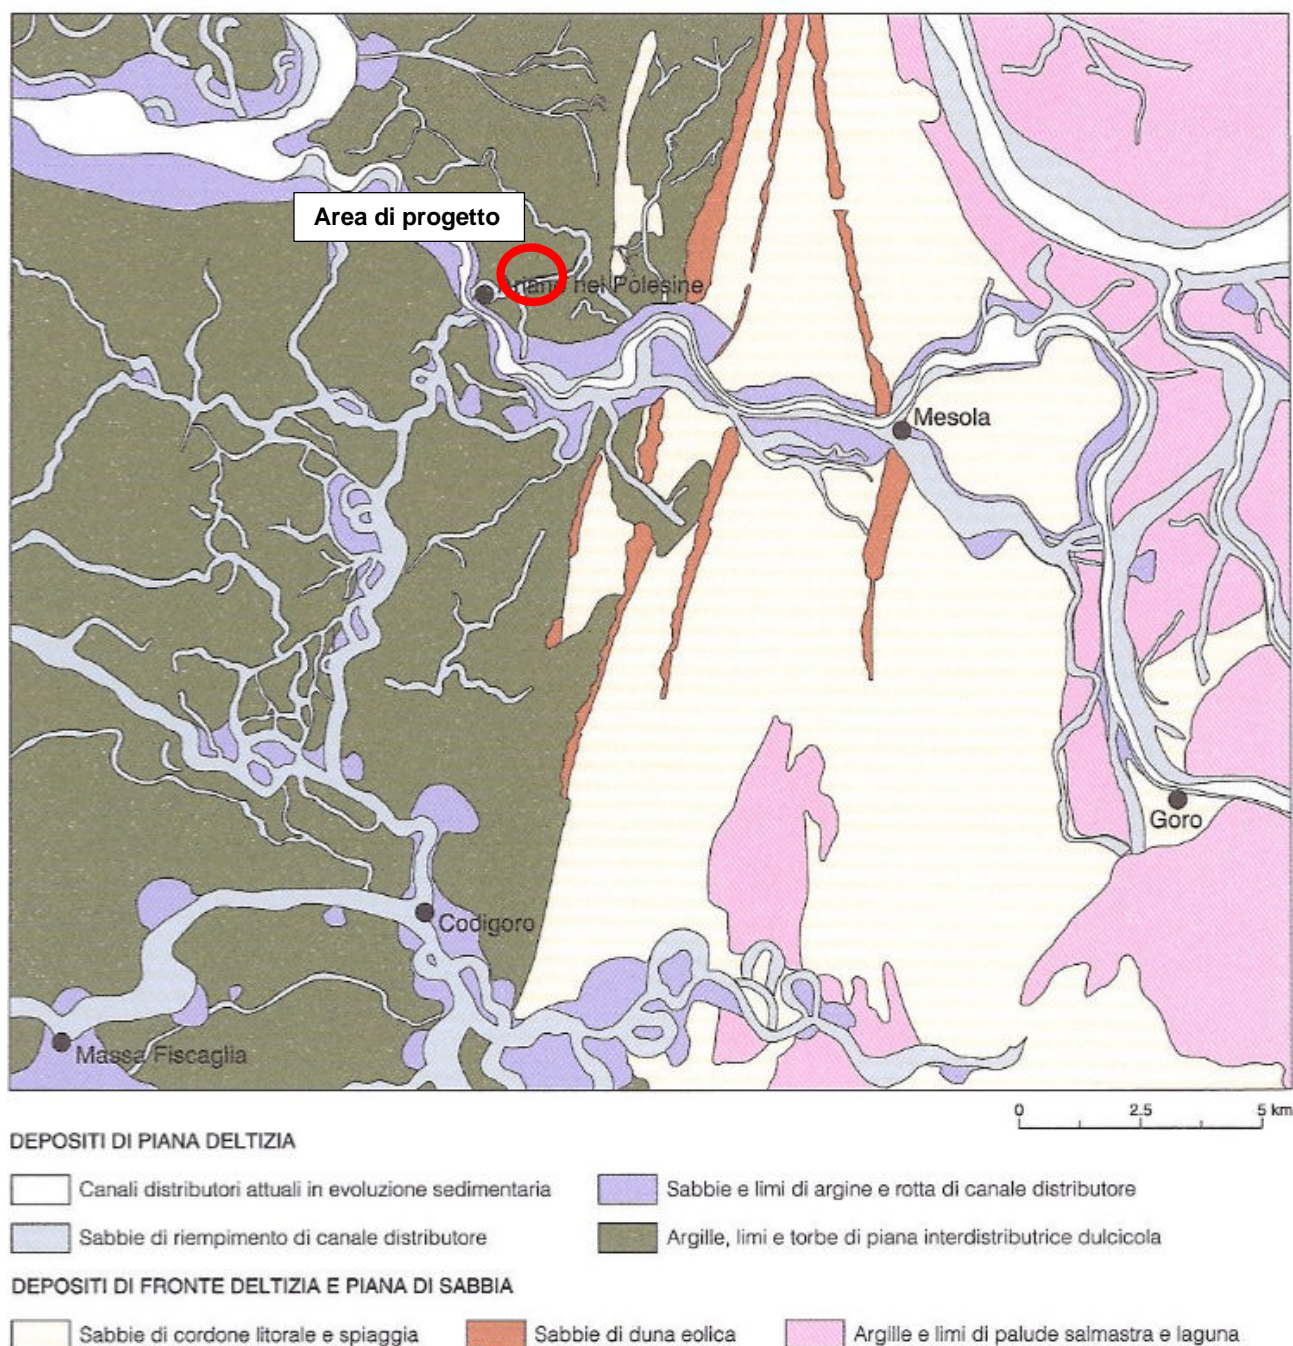 Area di progetto
Ariano nel Polesine
Mesola
Goro
Codigoro
Massa Fiscaglia
0 2.5 5 km
DEPOSITI DI PIANA DELTIZIA
Canali distributori attuali in evoluzione sedimentaria
Sabbie e limi di argine e rotta di canale distributore
Sabbie di riempimento di canale distributore
Argille, limi e torbe di piana interdistributrice dulcicola
DEPOSITI DI FRONTE DELTIZIA E PIANA DI SABBIA
Sabbie di cordone litorale e spiaggia
Sabbie di duna eolica
Argille e limi di palude salmastra e laguna